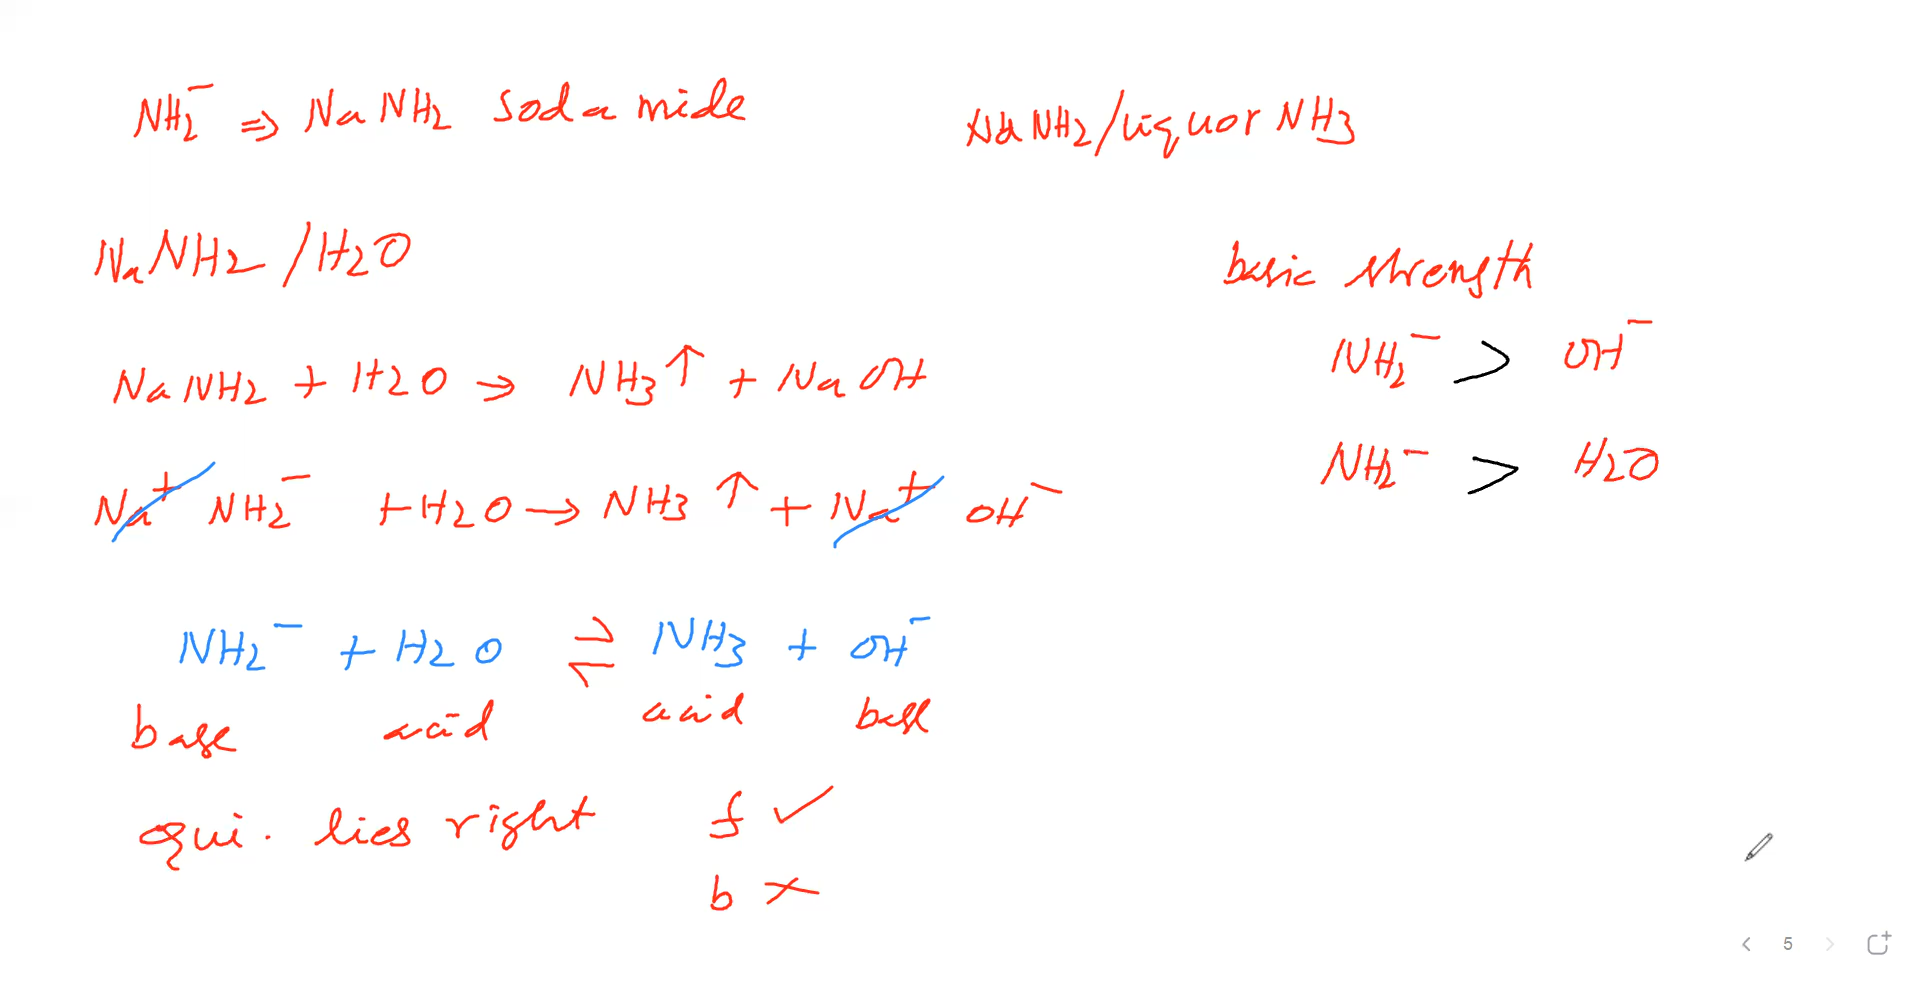 NH2⁻ ⇒ NaNH2 sodamide
NaNH2/liquor NH3
NaNH2/H2O
basic strength
NH2⁻ > OH⁻
NaNH2 + H2O → NH3↑ + NaOH
NH2⁻ > H2O
Na⁺ NH2⁻ + H2O → NH3↑ + Na⁺ OH⁻
NH2⁻ + H2O ⇌ NH3 + OH⁻
base acid acid base
equi. lies right f ✓
b ×
5